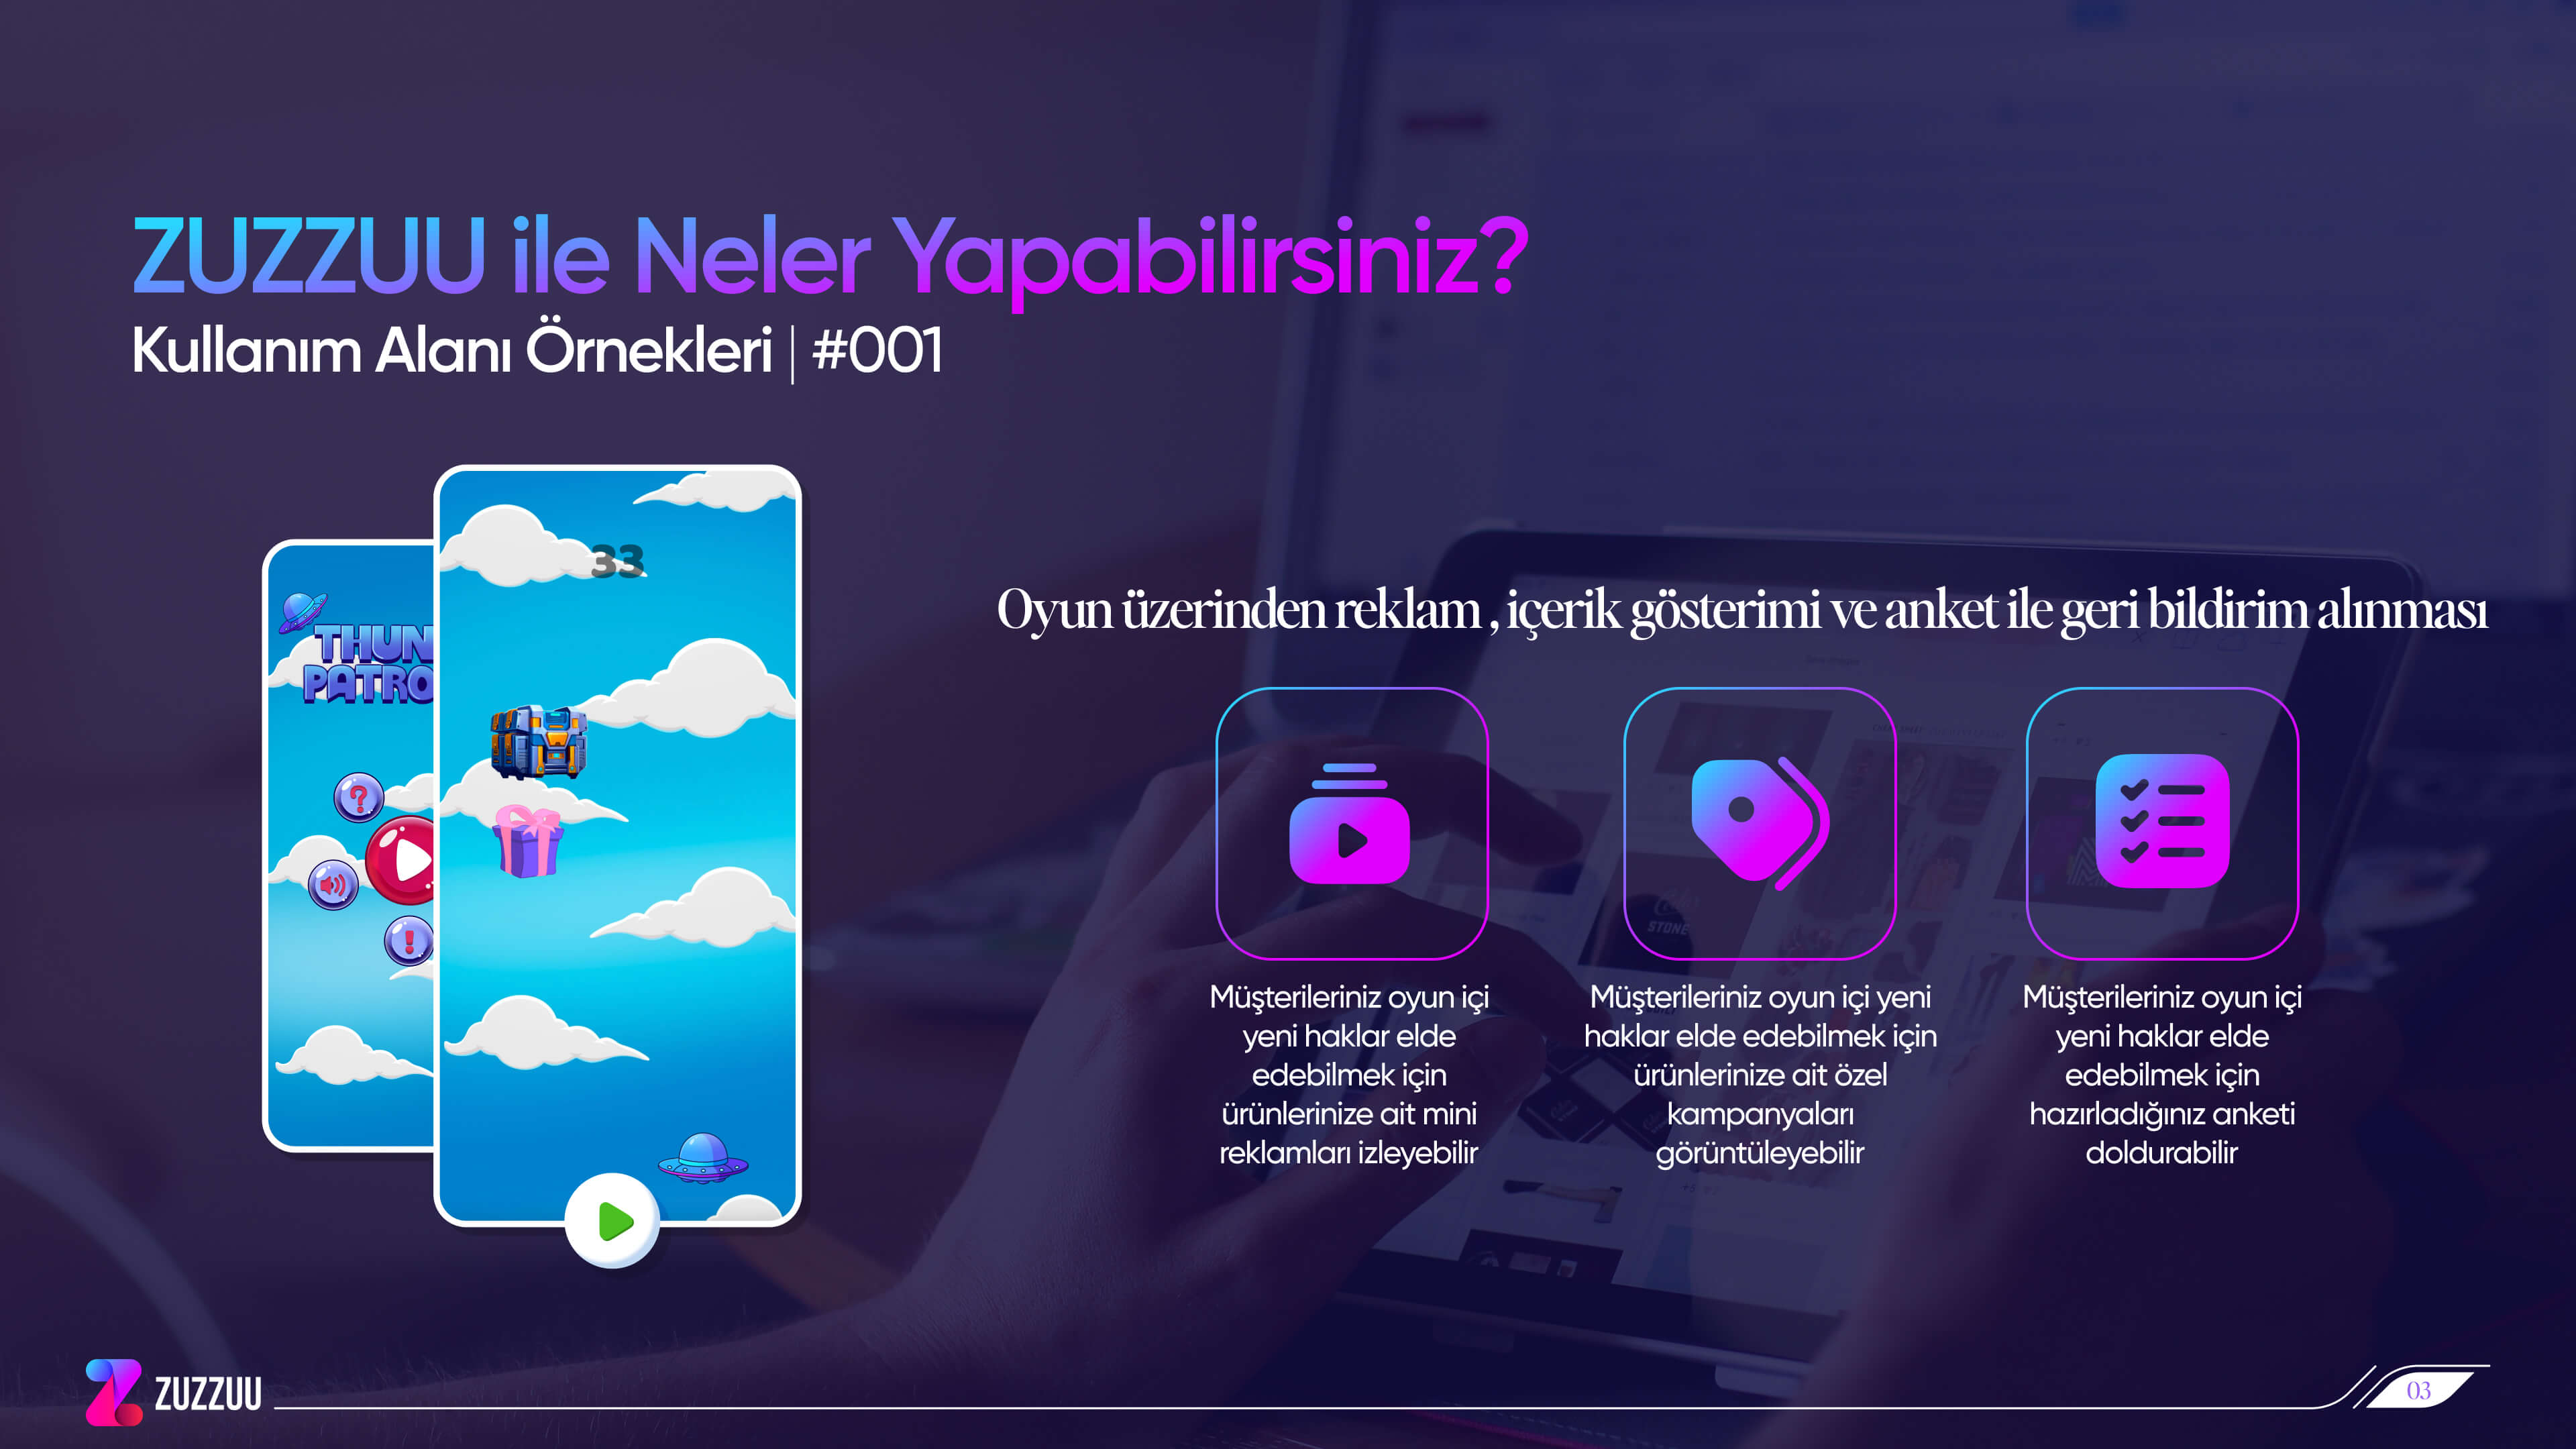 ZUZZUU ile Neler Yapabilirsiniz?
Kullanım Alanı Örnekleri | #001
33
THUN
PATRO
Oyun üzerinden reklam , içerik gösterimi ve anket ile geri bildirim alınması
STONE
Müşterileriniz oyun içi
yeni haklar elde
edebilmek için
ürünlerinize ait mini
reklamları izleyebilir
Müşterileriniz oyun içi yeni
haklar elde edebilmek için
ürünlerinize ait özel
kampanyaları
görüntüleyebilir
Müşterileriniz oyun içi
yeni haklar elde
edebilmek için
hazırladığınız anketi
doldurabilir
ZUZZUU
03